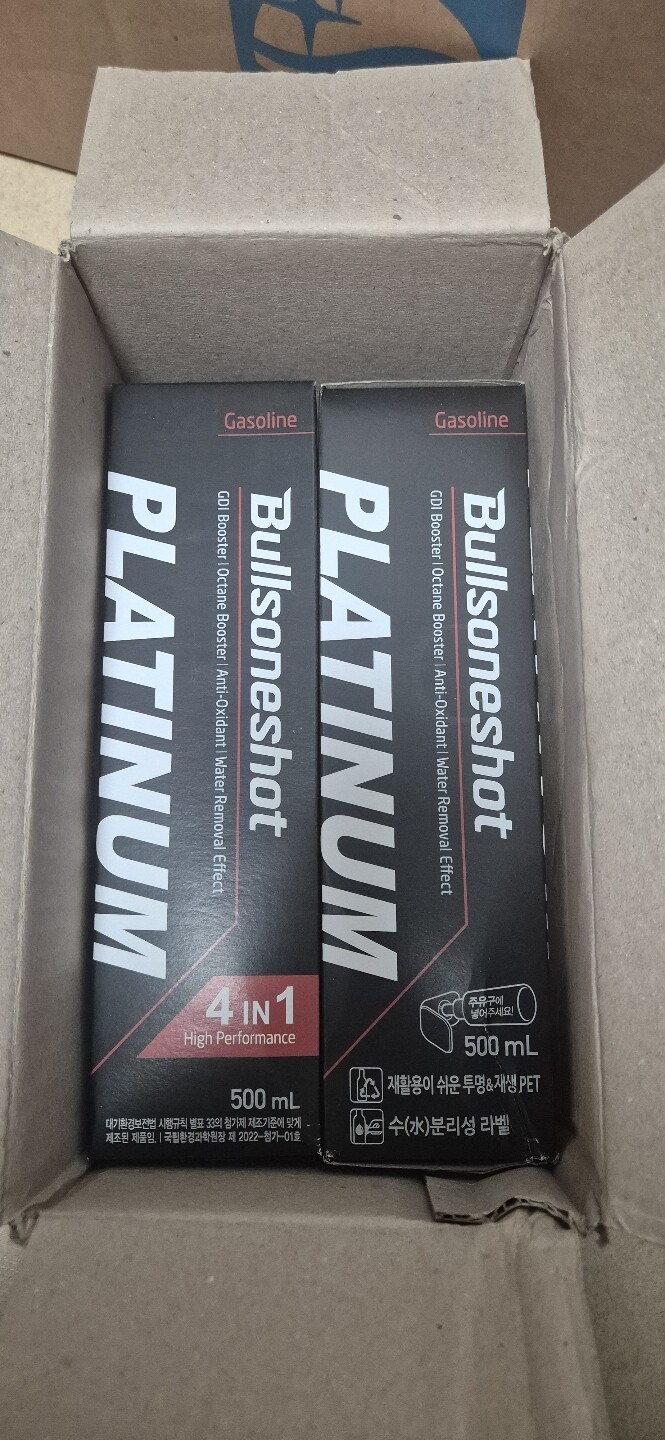 Gasoline
Bullsoneshot
GDI Booster | Octane Booster | Anti-Oxidant | Water Removal Effect
PLATINUM
4 IN 1
High Performance
500 mL
대기환경보전법 시행규칙 별표 33의 첨가제 제조기준에 맞게
제조된 제품임. | 국립환경과학원장 제 2022-첨가-01호
Gasoline
Bullsoneshot
GDI Booster | Octane Booster | Anti-Oxidant | Water Removal Effect
PLATINUM
주유구에
넣어주세요!
500 mL
재활용이 쉬운 투명&재생 PET
수(水)분리성 라벨